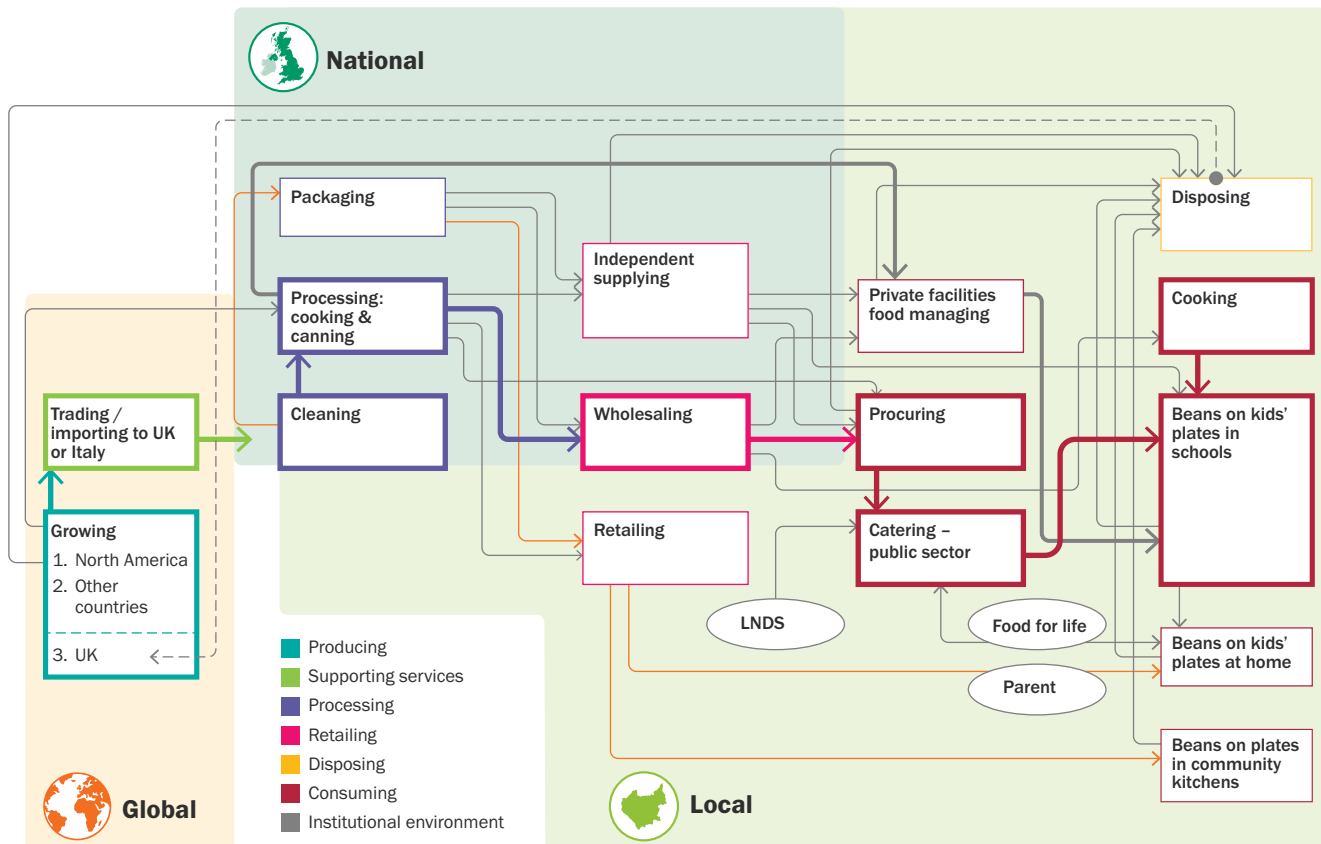 National
Packaging
Disposing
Independent
supplying
Processing:
cooking &
canning
Private facilities
food managing
Cooking
Trading /
importing to UK
or Italy
Cleaning
Wholesaling
Procuring
Beans on kids’
plates in
schools
Growing
1. North America
2. Other
countries
3. UK
Retailing
Catering –
public sector
LNDS
Food for life
Parent
Beans on kids’
plates at home
Beans on plates
in community
kitchens
Producing
Supporting services
Processing
Retailing
Disposing
Consuming
Institutional environment
Global
Local